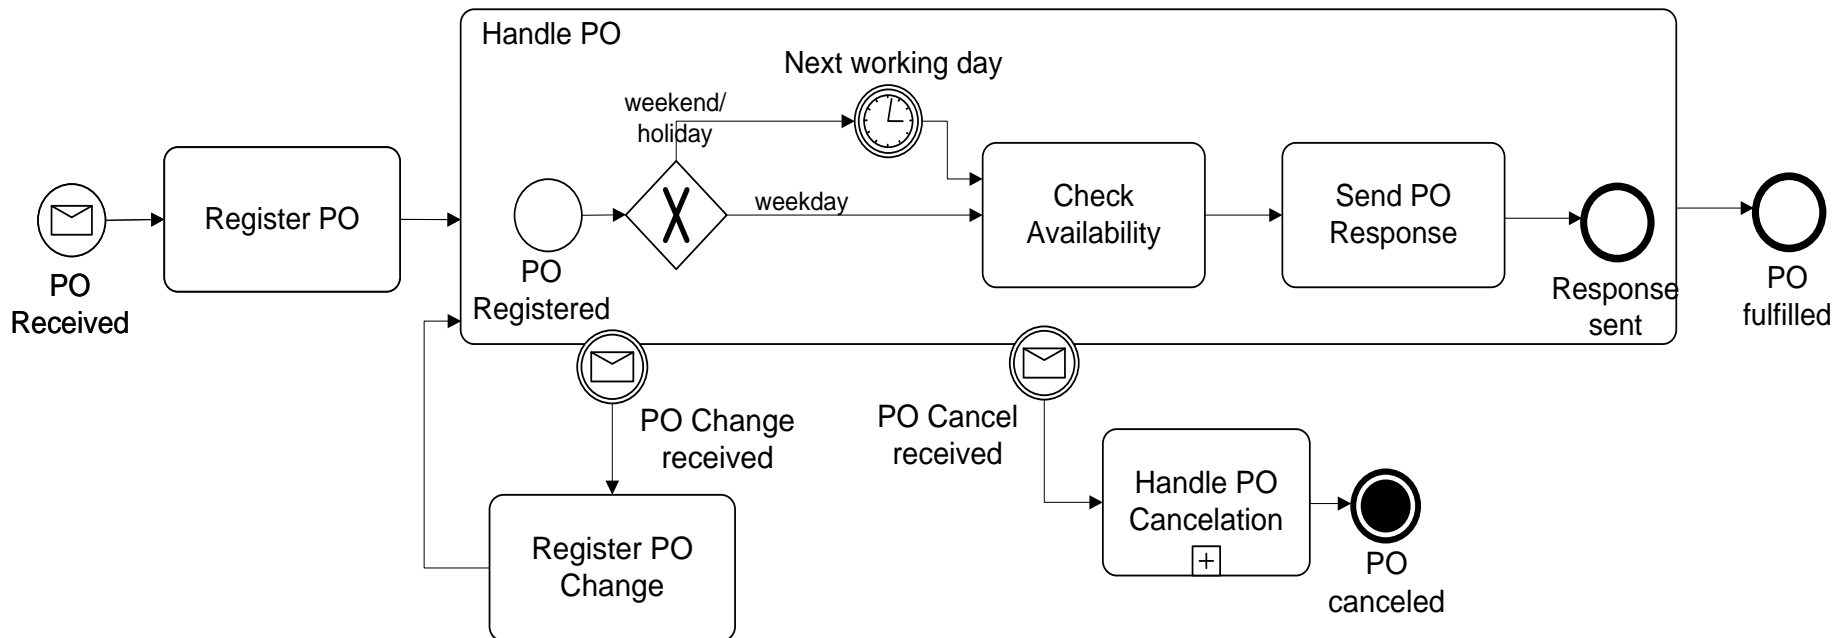 Handle PO
Next working day
weekend/
holiday
PO
Received
Register PO
PO
Registered
weekday
Check
Availability
Send PO
Response
Response
sent
PO
fulfilled
PO Change
received
PO Cancel
received
Register PO
Change
Handle PO
Cancelation
PO
canceled